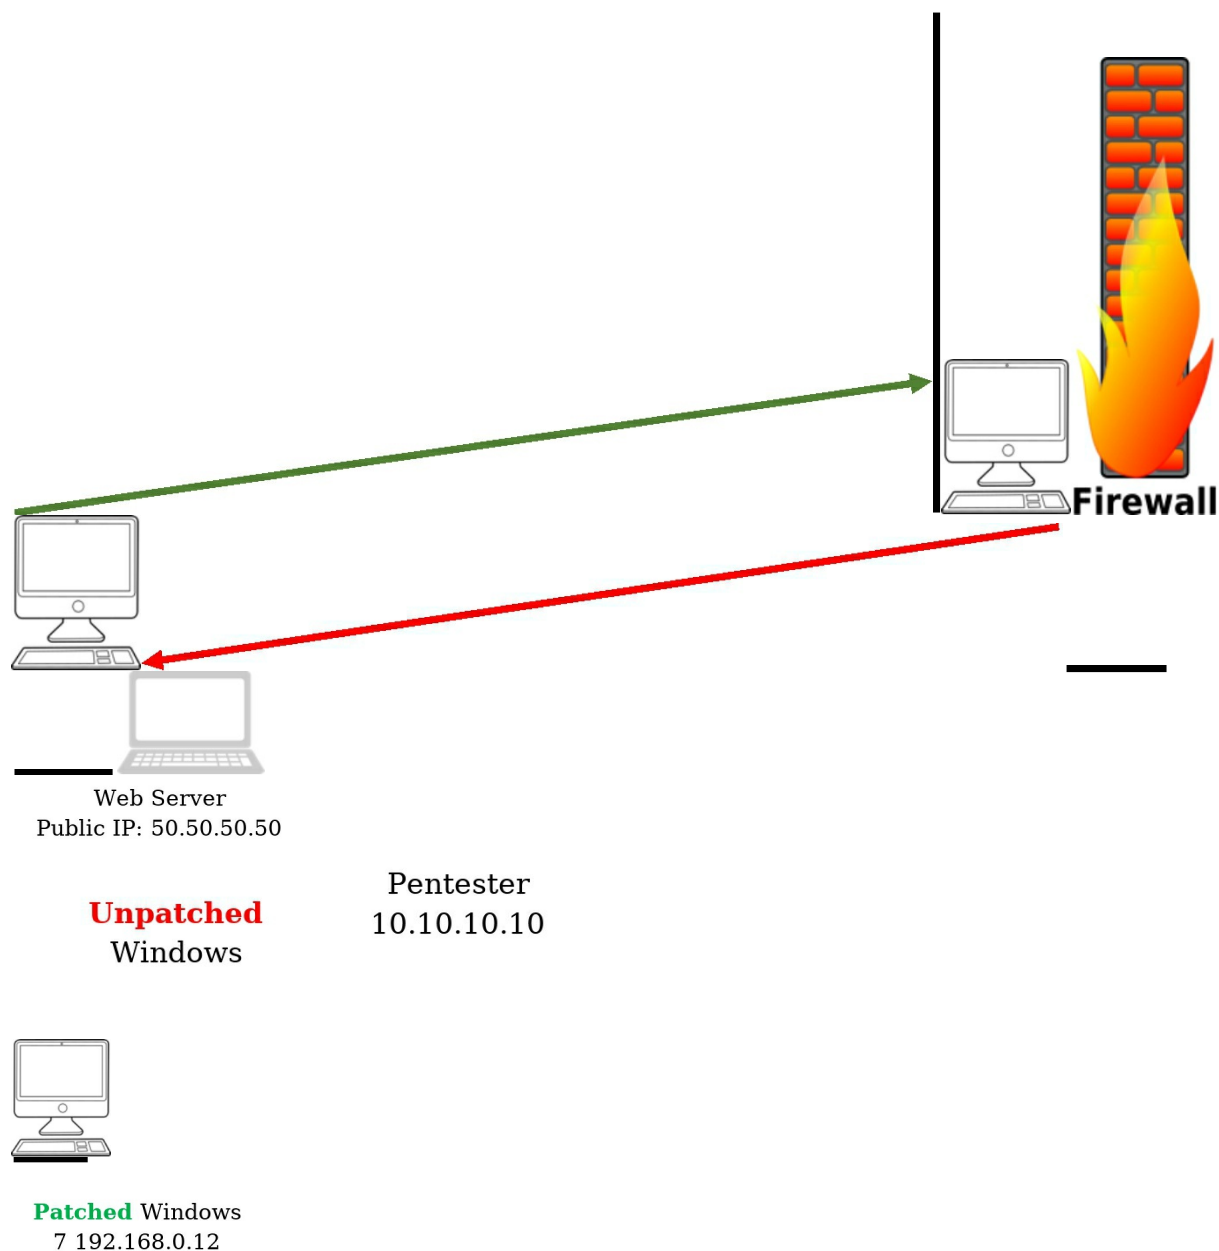 Firewall
Web Server
Public IP: 50.50.50.50
Pentester
10.10.10.10
Unpatched
Windows
Patched Windows
7 192.168.0.12